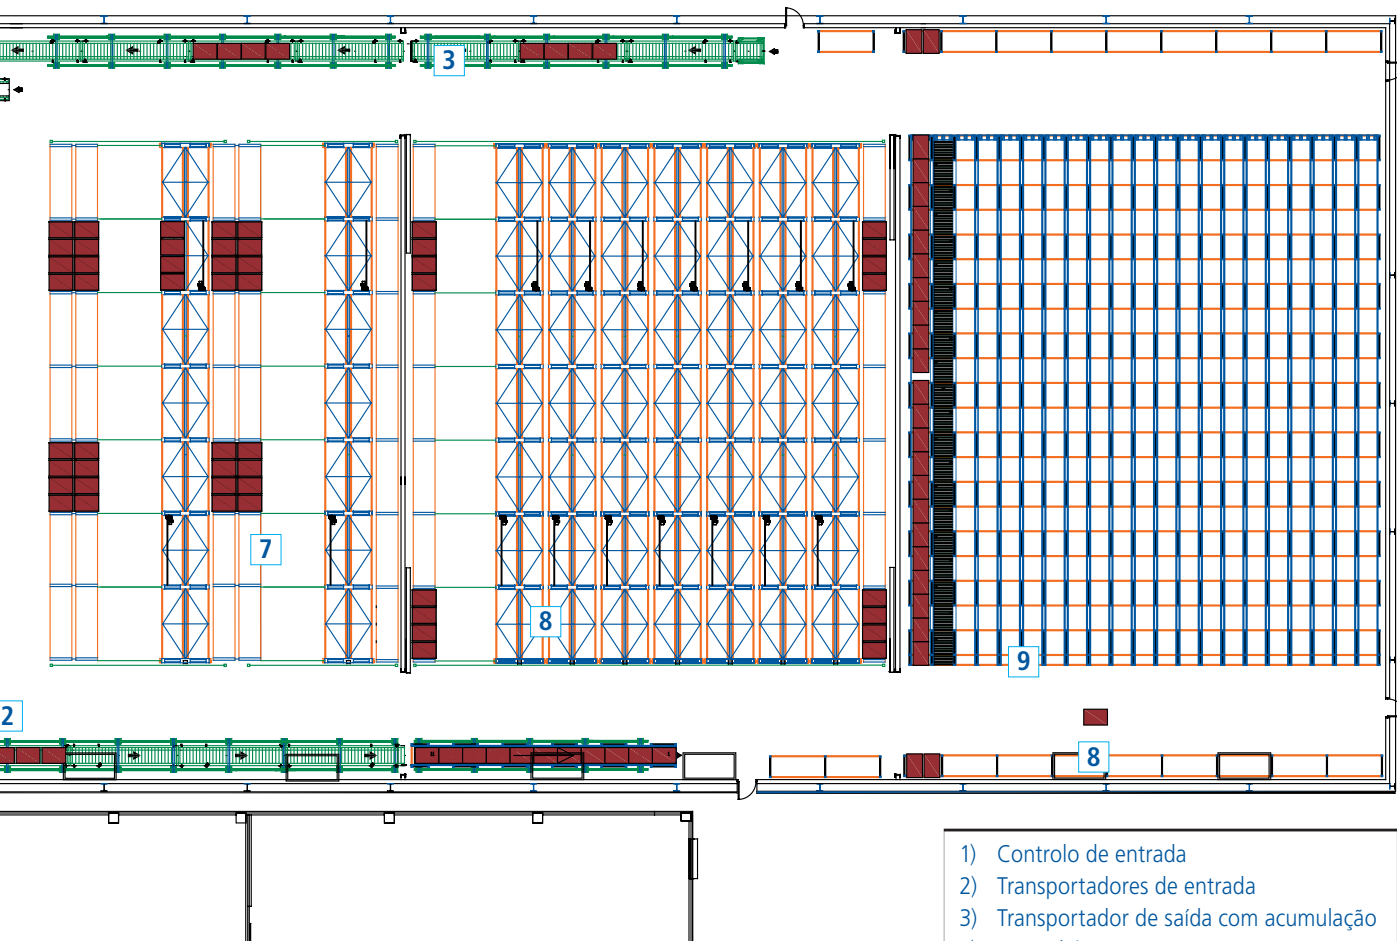 3
7
8
9
2
8
1) Controlo de entrada
2) Transportadores de entrada
3) Transportador de saída com acumulação